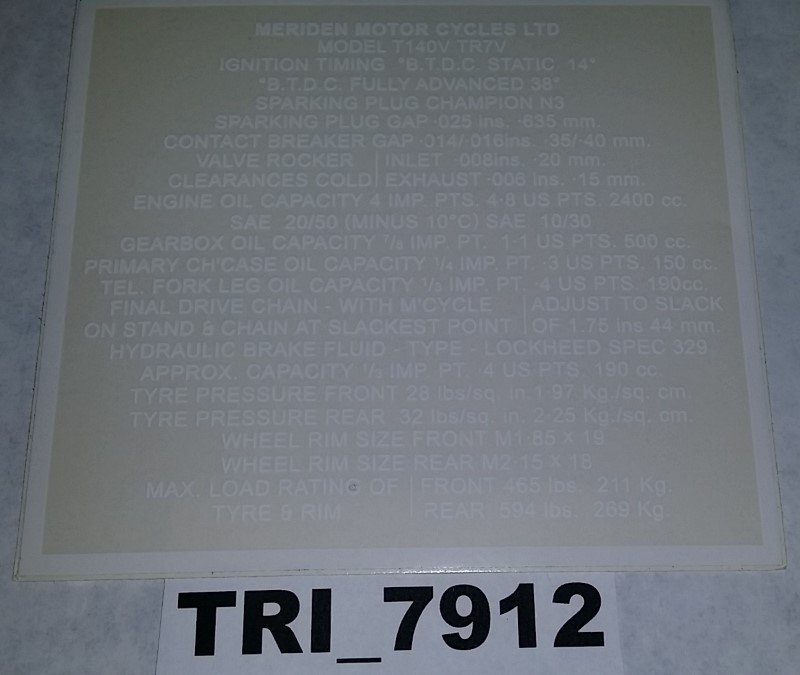 MERIDEN MOTOR CYCLES LTD
MODEL T140V TR7V
IGNITION TIMING °B.T.D.C. STATIC 14°
°B.T.D.C. FULLY ADVANCED 38°
SPARKING PLUG CHAMPION N3
SPARKING PLUG GAP ·025 ins. ·635 mm.
CONTACT BREAKER GAP ·014/·016ins. ·35/·40 mm.
VALVE ROCKER | INLET ·008ins. ·20 mm.
CLEARANCES COLD | EXHAUST ·006 ins. ·15 mm.
ENGINE OIL CAPACITY 4 IMP. PTS. 4·8 US PTS. 2400 cc.
SAE 20/50 (MINUS 10°C) SAE 10/30
GEARBOX OIL CAPACITY 7/8 IMP. PT. 1·1 US PTS. 500 cc.
PRIMARY CH'CASE OIL CAPACITY 1/4 IMP. PT. ·3 US PTS. 150 cc.
TEL. FORK LEG OIL CAPACITY 1/3 IMP. PT. ·4 US PTS. 190cc.
FINAL DRIVE CHAIN - WITH M'CYCLE | ADJUST TO SLACK
ON STAND & CHAIN AT SLACKEST POINT | OF 1.75 ins 44 mm.
HYDRAULIC BRAKE FLUID - TYPE - LOCKHEED SPEC 329
APPROX. CAPACITY 1/3 IMP. PT. ·4 US PTS. 190 cc.
TYRE PRESSURE FRONT 28 lbs/sq. in. 1·97 Kg./sq. cm.
TYRE PRESSURE REAR 32 lbs/sq. in. 2·25 Kg./sq. cm.
WHEEL RIM SIZE FRONT M1·85 x 19
WHEEL RIM SIZE REAR M2·15 x 18
MAX. LOAD RATING OF | FRONT 465 lbs. 211 Kg.
TYRE & RIM | REAR 594 lbs. 269 Kg.
TRI_7912